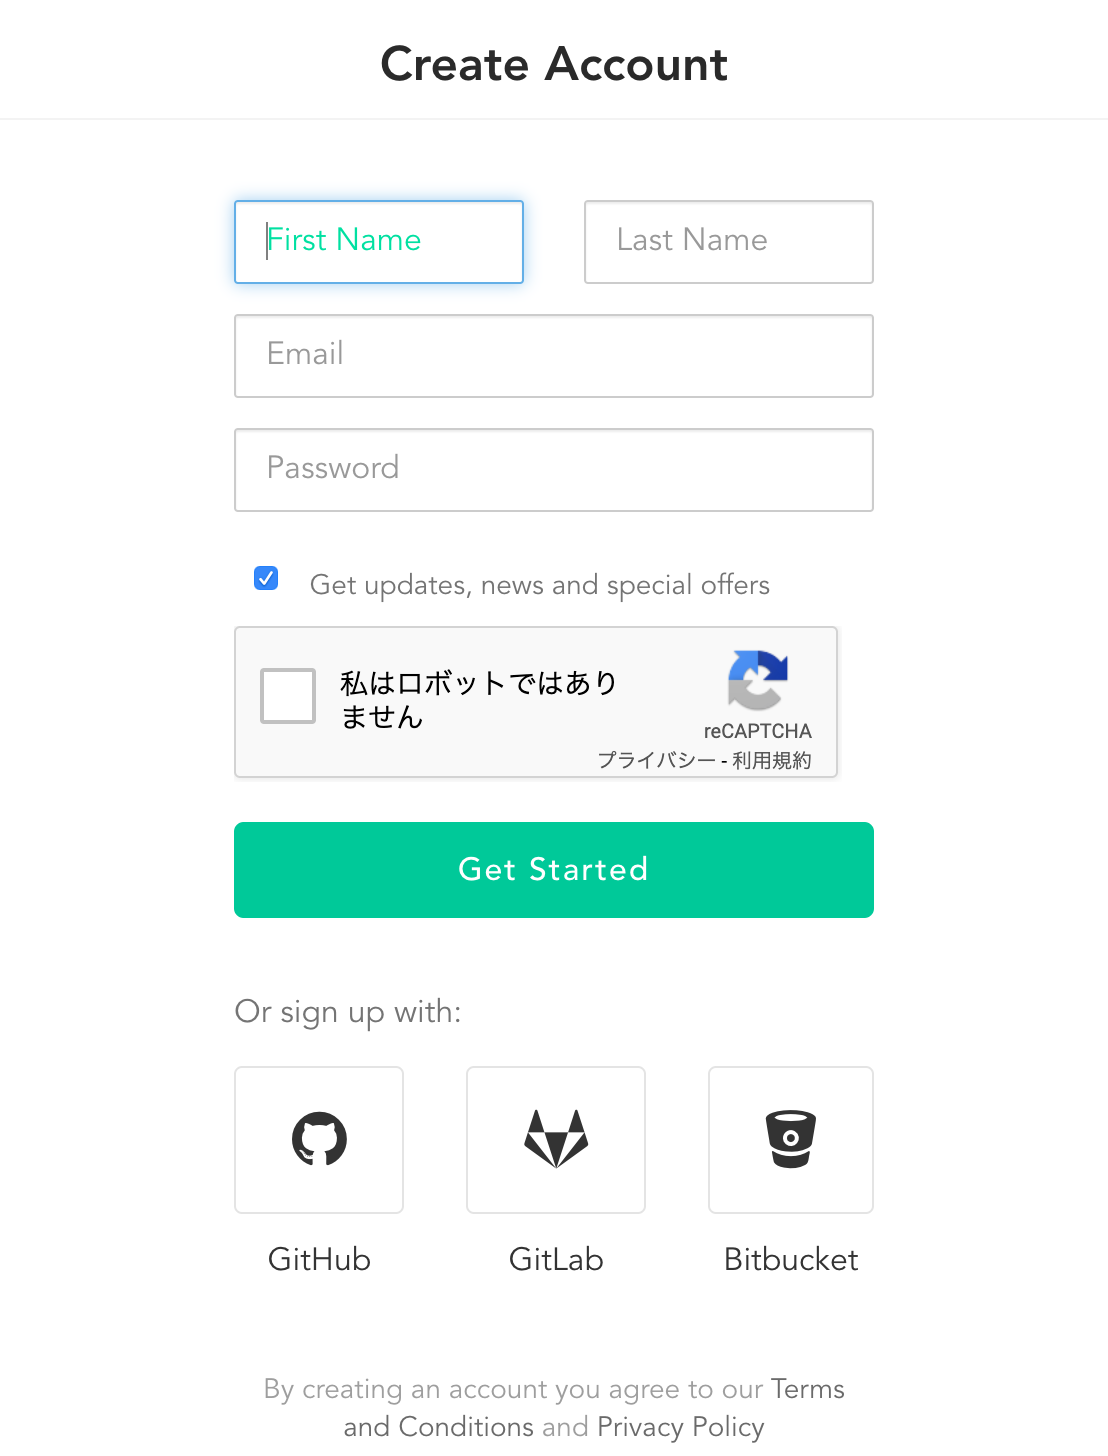 Create Account
First Name
Last Name
Email
Password
Get updates, news and special offers
私はロボットではあり
ません
reCAPTCHA
プライバシー - 利用規約
Get Started
Or sign up with:
GitHub
GitLab
Bitbucket
By creating an account you agree to our Terms
and Conditions and Privacy Policy